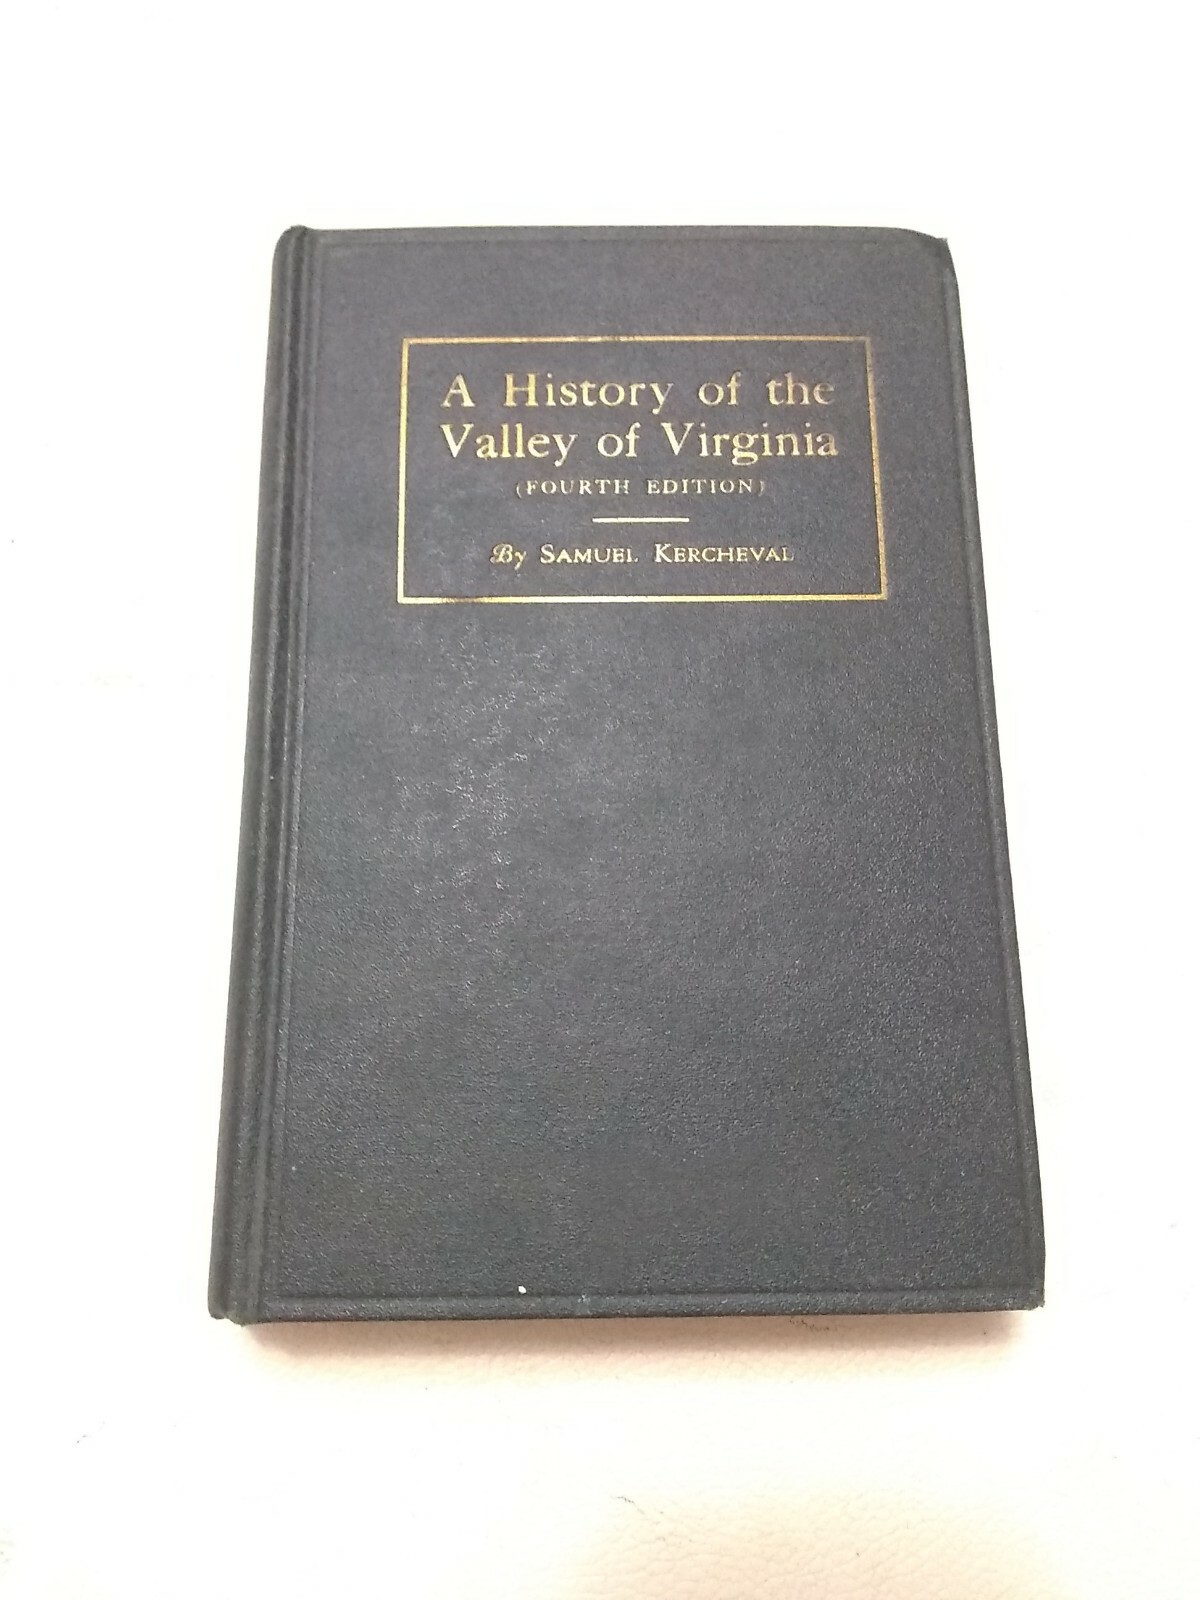 A History of the
Valley of Virginia
(FOURTH EDITION)
By SAMUEL KERCHEVAL